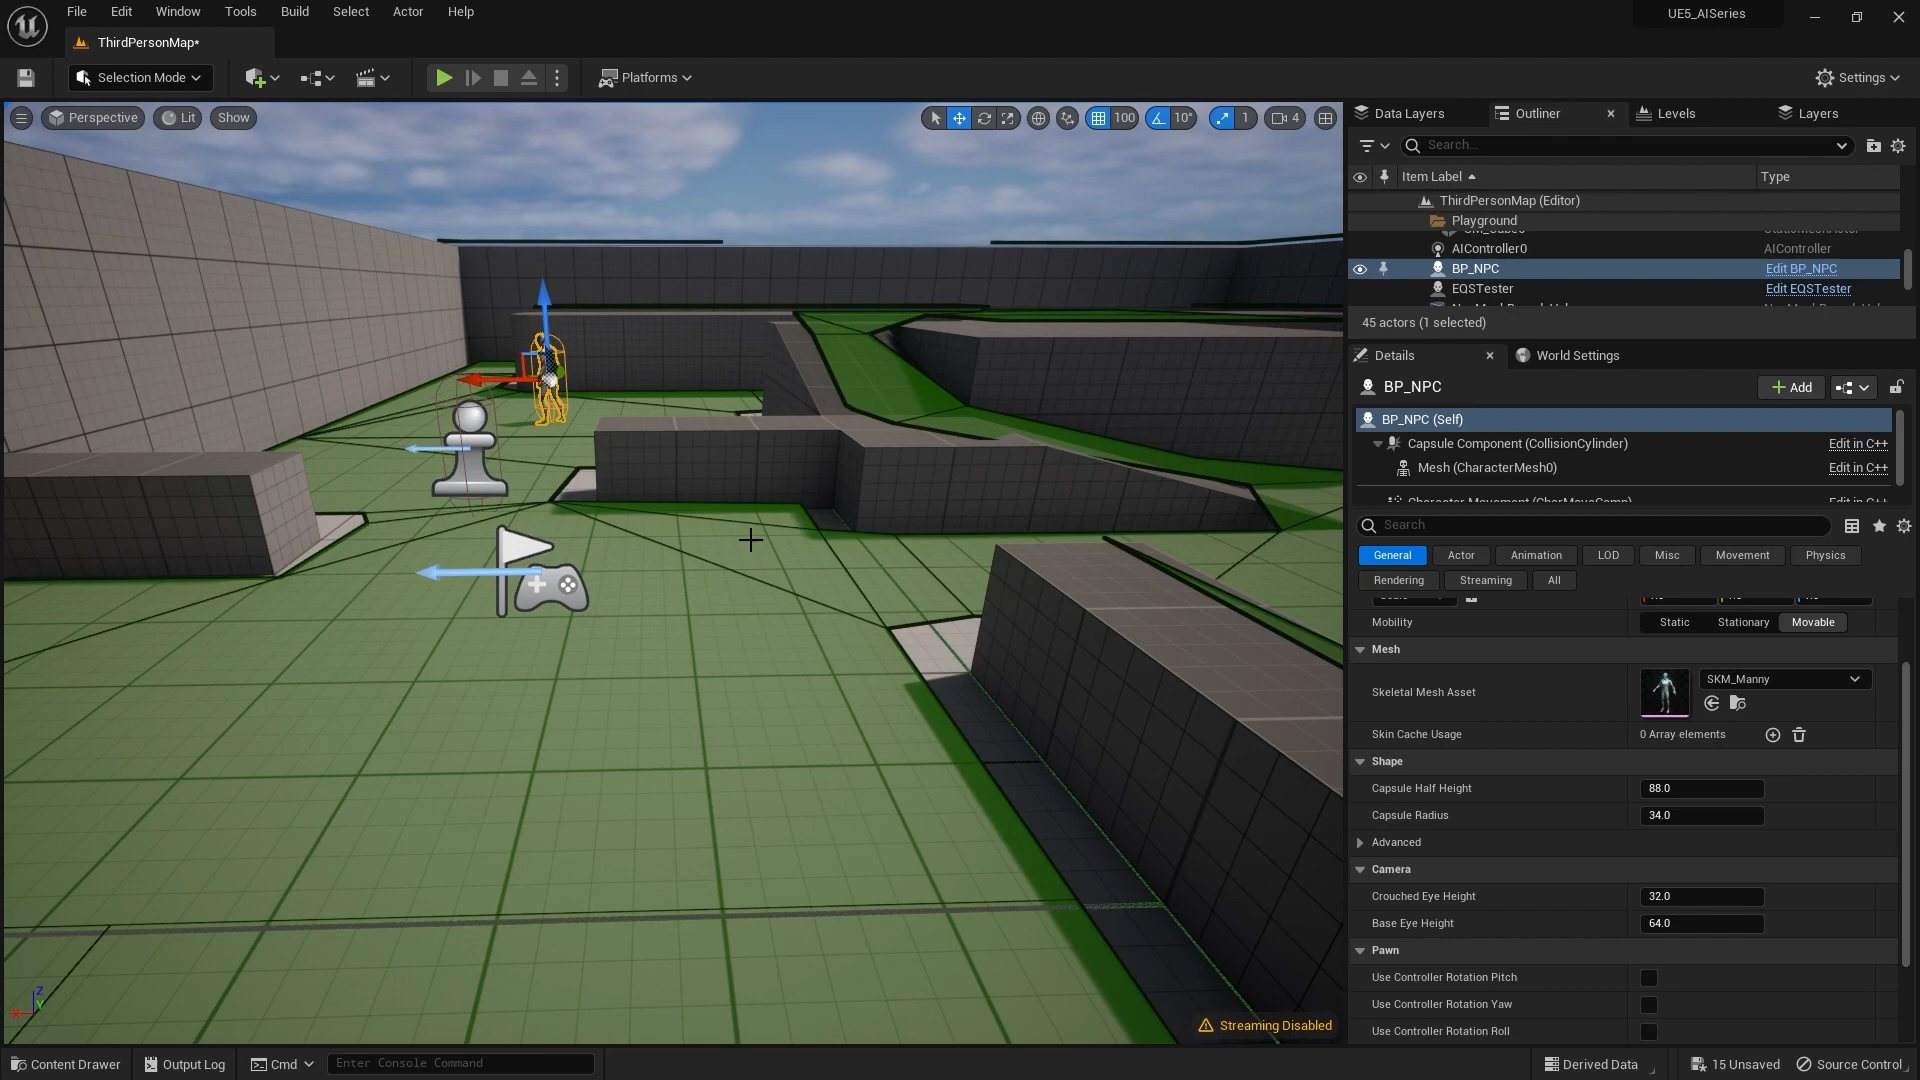 File Edit Window Tools Build Select Actor Help
UE5_AISeries
ThirdPersonMap*
Selection Mode
Platforms
Settings
Perspective Lit Show
100 10° 1 4
Data Layers Outliner Levels Layers
Search...
Item Label Type
ThirdPersonMap (Editor)
Playground
AIController0 AIController
BP_NPC Edit BP_NPC
EQSTester Edit EQSTester
45 actors (1 selected)
Details World Settings
BP_NPC
Add
BP_NPC (Self)
Capsule Component (CollisionCylinder) Edit in C++
Mesh (CharacterMesh0) Edit in C++
Character Movement (CharMoveComp) Edit in C++
Search
General Actor Animation LOD Misc Movement Physics
Rendering Streaming All
Mobility Static Stationary Movable
Mesh
Skeletal Mesh Asset SKM_Manny
Skin Cache Usage 0 Array elements
Shape
Capsule Half Height 88.0
Capsule Radius 34.0
Advanced
Camera
Crouched Eye Height 32.0
Base Eye Height 64.0
Pawn
Use Controller Rotation Pitch
Use Controller Rotation Yaw
Use Controller Rotation Roll
Z
Y
X
Streaming Disabled
Content Drawer Output Log Cmd Enter Console Command Derived Data 15 Unsaved Source Control